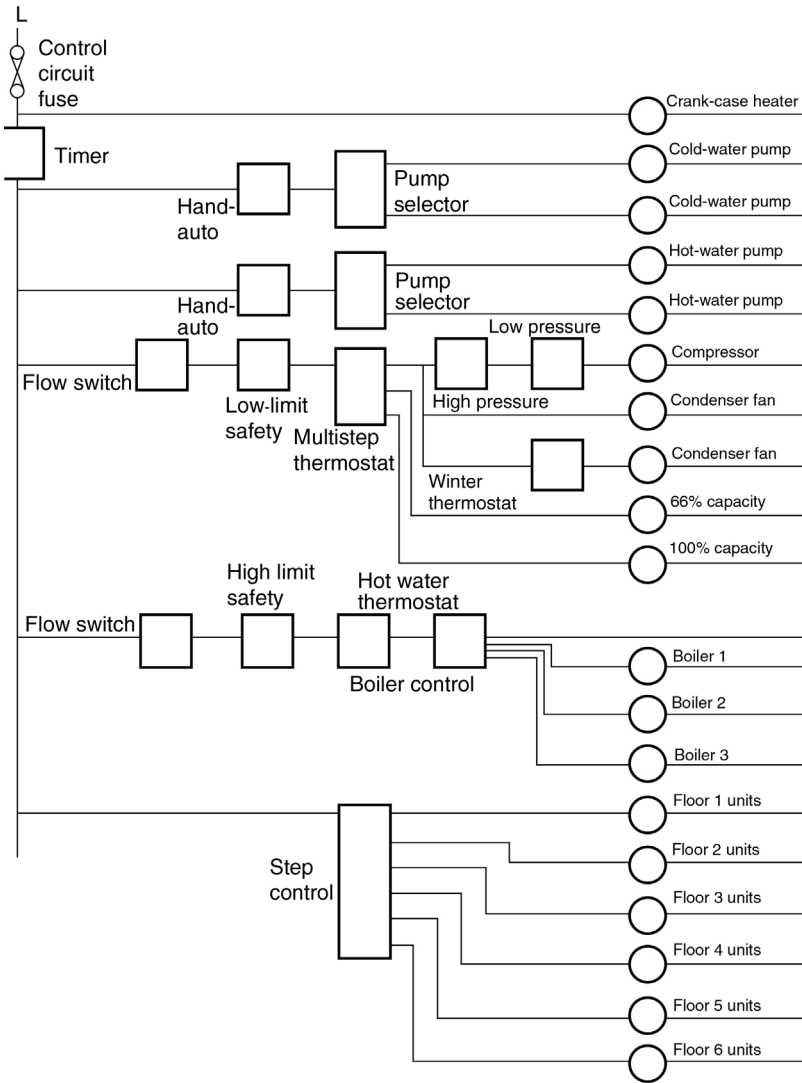 L
Control
circuit
fuse
Crank-case heater
Timer
Cold-water pump
Pump
selector
Hand-
auto
Cold-water pump
Hot-water pump
Pump
selector
Hand-
auto
Hot-water pump
Low pressure
Compressor
Flow switch
High pressure
Low-limit
safety
Condenser fan
Multistep
thermostat
Condenser fan
Winter
thermostat
66% capacity
100% capacity
High limit
safety
Hot water
thermostat
Flow switch
Boiler control
Boiler 1
Boiler 2
Boiler 3
Floor 1 units
Floor 2 units
Step
control
Floor 3 units
Floor 4 units
Floor 5 units
Floor 6 units